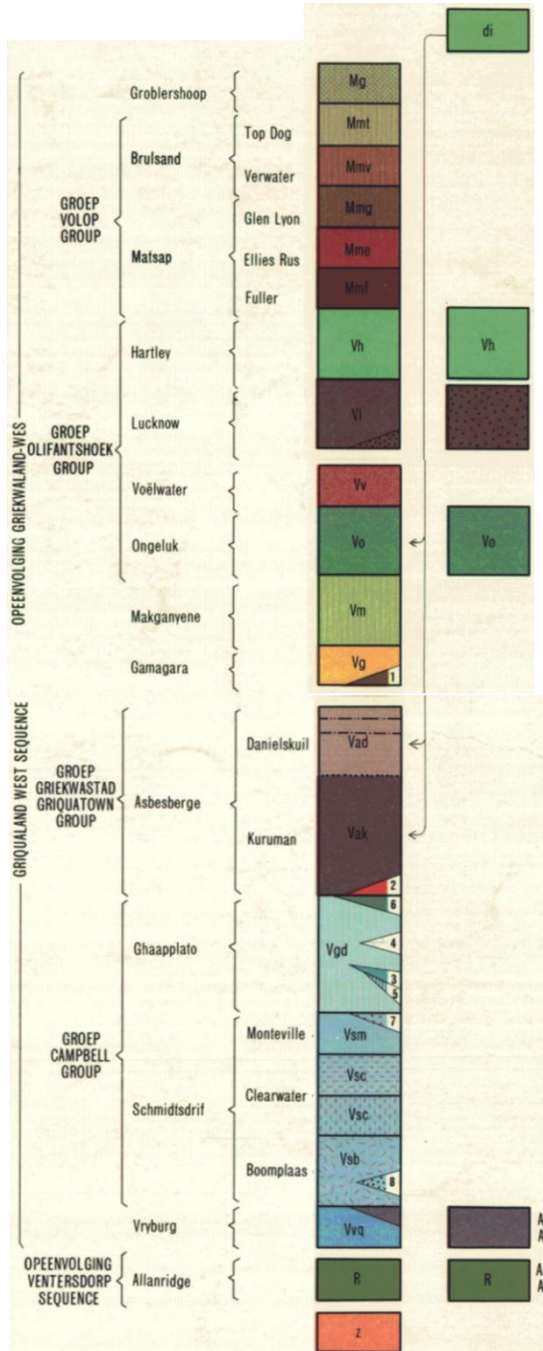 di
Groblershoop
Mg
Top Dog
Mmt
Brulsand
Verwater
Mmv
GROEP
VOLOP
GROUP
Glen Lyon
Mmg
Matsap
Ellies Rus
Mme
Fuller
Mmf
Hartley
Vh
Vh
Lucknow
Vl
GROEP
OLIFANTSHOEK
GROUP
Voëlwater
Vv
Ongeluk
Vo
Vo
OPEENVOLGING GRIEKWALAND-WES
Makganyene
Vm
Gamagara
Vg
1
Danielskuil
Vad
GROEP
GRIEKWASTAD
GRIQUATOWN
GROUP
Asbesberge
Kuruman
Vak
2
GRIQUALAND WEST SEQUENCE
6
4
Ghaapplato
Vgd
3
5
7
Monteville
Vsm
GROEP
CAMPBELL
GROUP
Vsc
Clearwater
Schmidtsdrif
Vsc
Boomplaas
Vsb
8
Vryburg
Vvq
A
A
OPEENVOLGING
VENTERSDORP
SEQUENCE
Allanridge
R
R
A
A
z